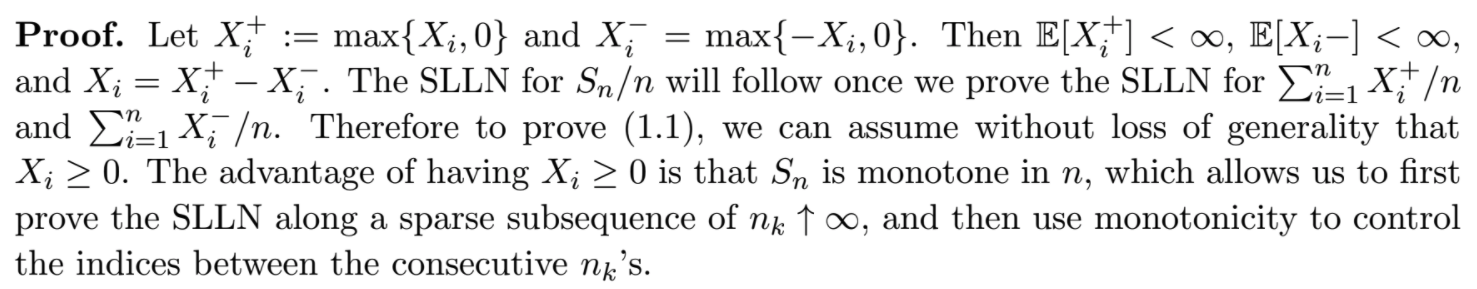 Proof. Let $X_i^+ := \max\{X_i, 0\}$ and $X_i^- = \max\{-X_i, 0\}$. Then $\mathbb{E}[X_i^+] < \infty$, $\mathbb{E}[X_i-] < \infty$,
and $X_i = X_i^+ - X_i^-$. The SLLN for $S_n/n$ will follow once we prove the SLLN for $\sum_{i=1}^n X_i^+/n$
and $\sum_{i=1}^n X_i^-/n$. Therefore to prove (1.1), we can assume without loss of generality that
$X_i \geq 0$. The advantage of having $X_i \geq 0$ is that $S_n$ is monotone in $n$, which allows us to first
prove the SLLN along a sparse subsequence of $n_k \uparrow \infty$, and then use monotonicity to control
the indices between the consecutive $n_k$'s.